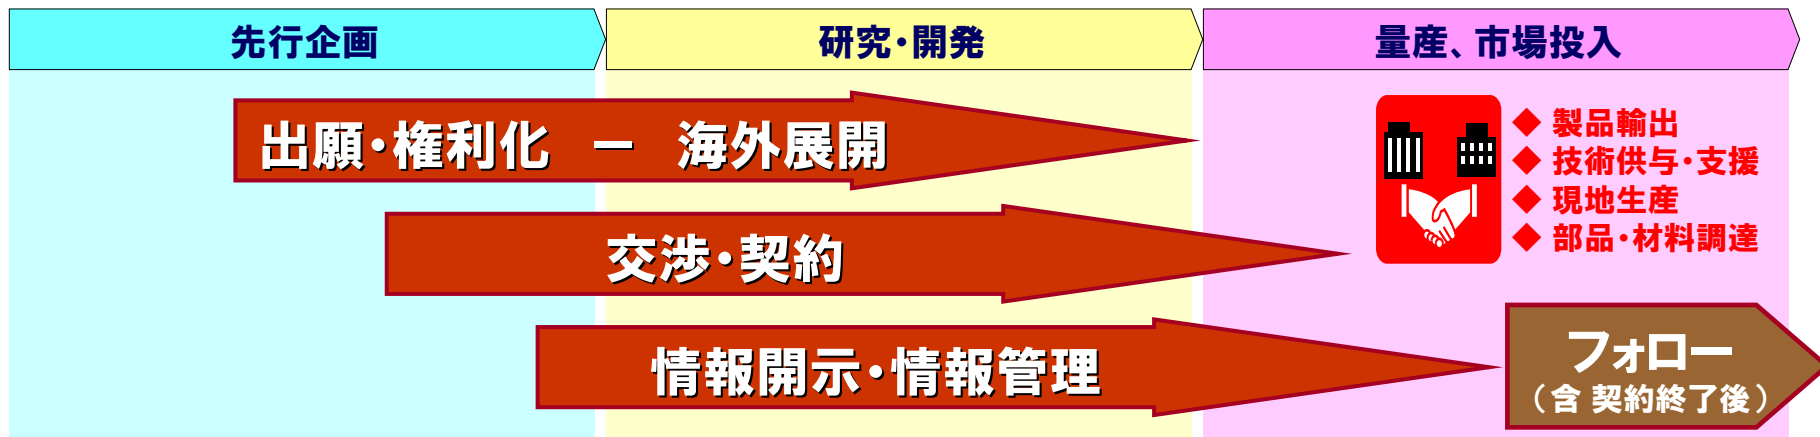 先行企画
研究・開発
量産、市場投入
出願・権利化　－　海外展開
◆ 製品輸出
◆ 技術供与・支援
◆ 現地生産
◆ 部品・材料調達
交渉・契約
情報開示・情報管理
フォロー
（含 契約終了後）